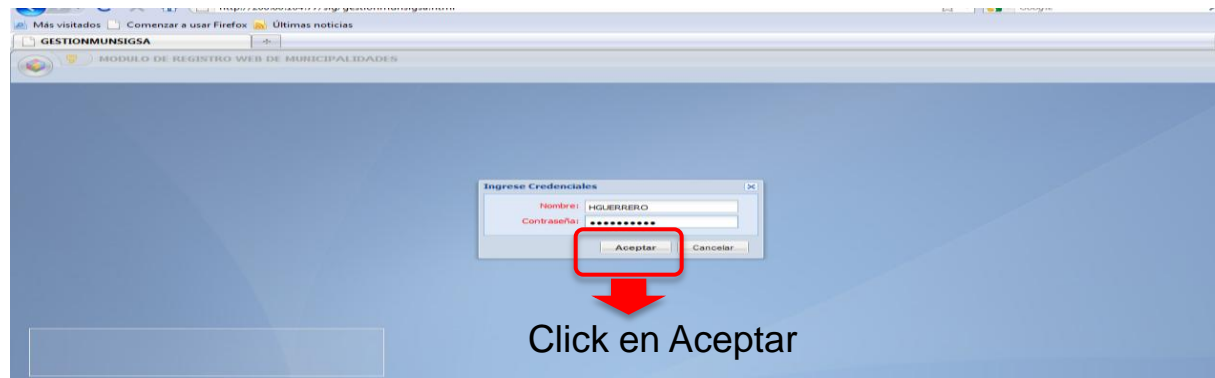 Más visitados Comenzar a usar Firefox Últimas noticias
GESTIONMUNSIGSA
MODULO DE REGISTRO WEB DE MUNICIPALIDADES
Ingrese Credenciales
Nombre: HGUERRERO
Contraseña: ••••••••••
Aceptar Cancelar
Click en Aceptar